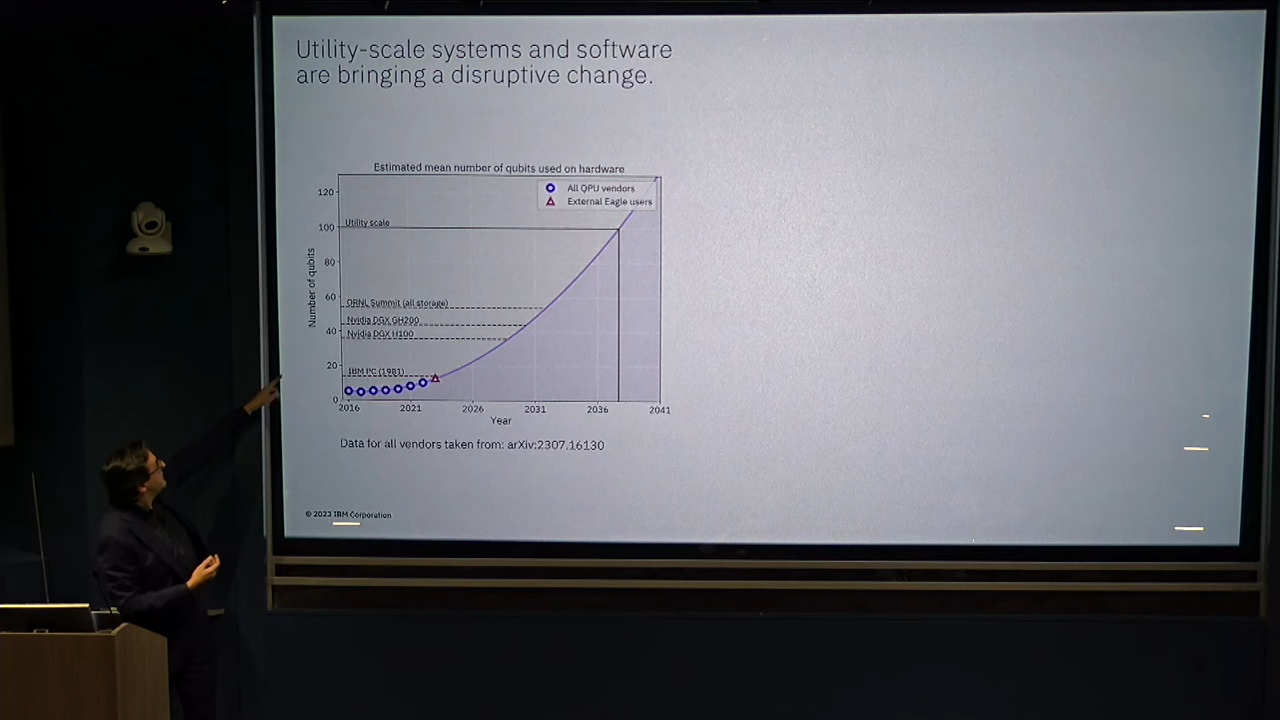 Utility-scale systems and software
are bringing a disruptive change.
Estimated mean number of qubits used on hardware
All QPU vendors
External Eagle users
120
100
80
60
40
20
0
Number of qubits
Utility scale
ORNL Summit (all storage)
Nvidia DGX GH200
Nvidia DGX H100
IBM PC (1981)
2016 2021 2026 2031 2036 2041
Year
Data for all vendors taken from: arXiv:2307.16130
© 2023 IBM Corporation